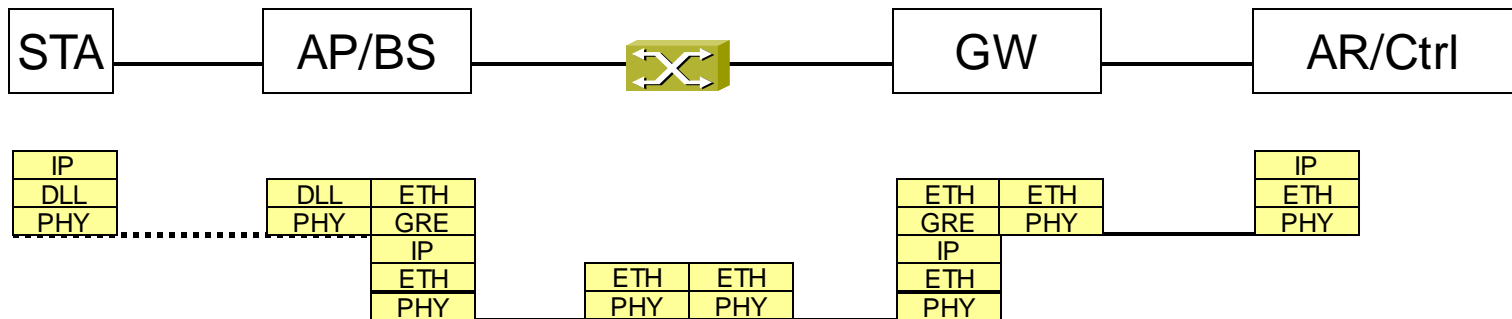 STA AP/BS GW AR/Ctrl
IP IP
DLL DLL ETH ETH ETH ETH
PHY PHY GRE GRE PHY PHY
IP IP
ETH ETH ETH ETH
PHY PHY PHY PHY